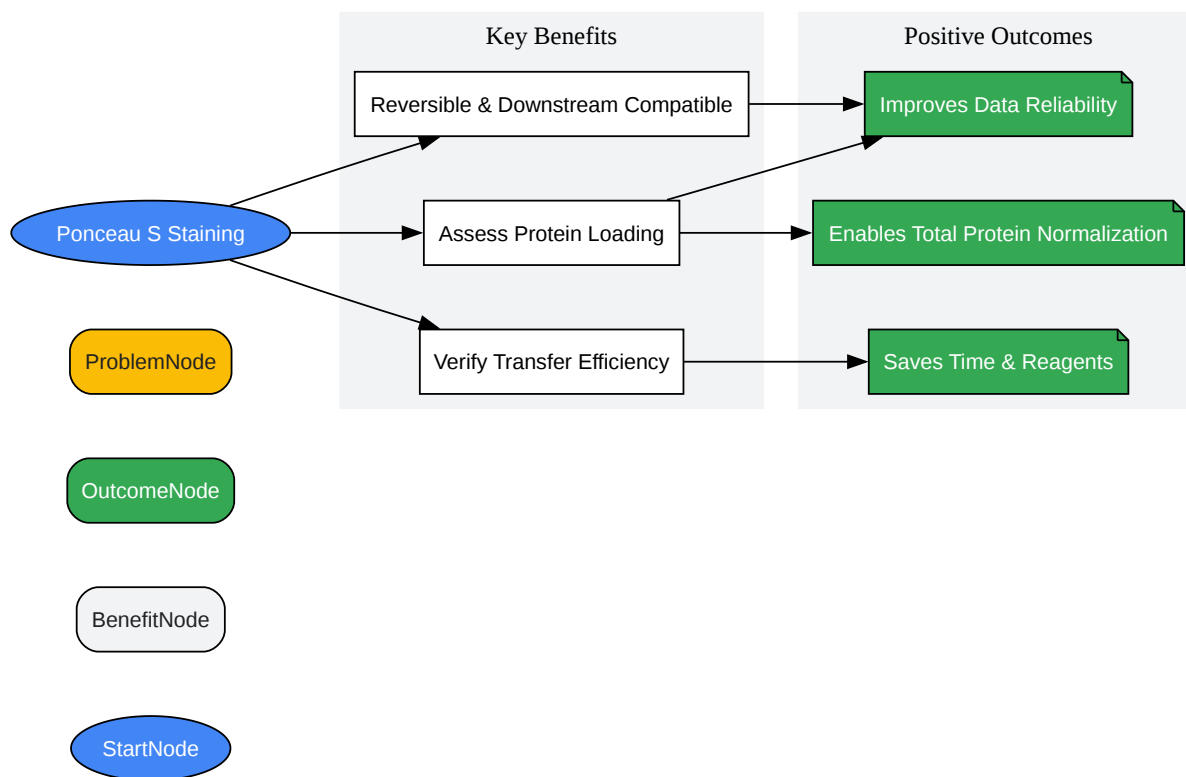 Key Benefits
Positive Outcomes
Reversible & Downstream Compatible
Improves Data Reliability
Ponceau S Staining
Assess Protein Loading
Enables Total Protein Normalization
ProblemNode
Verify Transfer Efficiency
Saves Time & Reagents
OutcomeNode
BenefitNode
StartNode